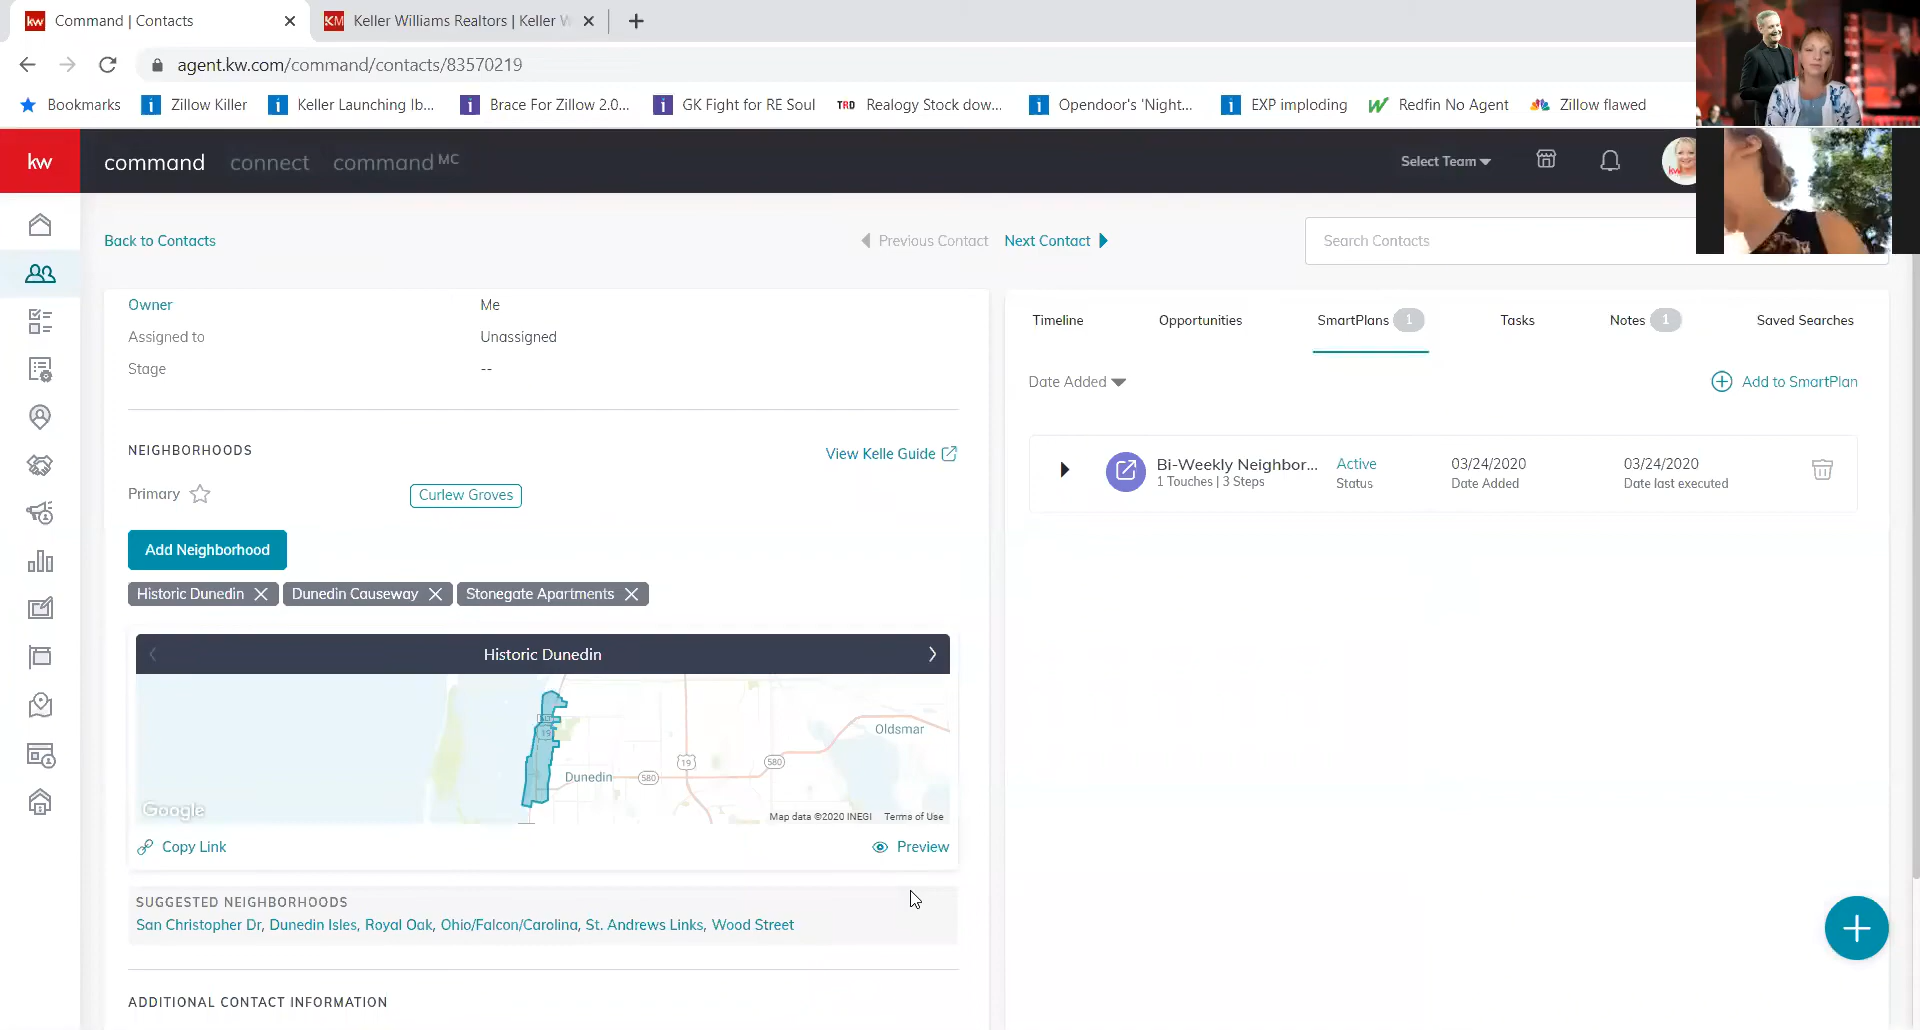 kw Command | Contacts
KM Keller Williams Realtors | Keller W
agent.kw.com/command/contacts/83570219
Bookmarks i Zillow Killer i Keller Launching Ib... i Brace For Zillow 2.0... i GK Fight for RE Soul TRD Realogy Stock dow... i Opendoor's 'Night... i EXP imploding Redfin No Agent Zillow flawed
kw command connect command MC Select Team
kw
Back to Contacts Previous Contact Next Contact Search Contacts
Owner Me
Assigned to Unassigned
Stage --
NEIGHBORHOODS View Kelle Guide
Primary Curlew Groves
Add Neighborhood
Historic Dunedin Dunedin Causeway Stonegate Apartments
Historic Dunedin
Oldsmar
19
19 580
Dunedin 580
Google Map data ©2020 INEGI Terms of Use
Copy Link Preview
SUGGESTED NEIGHBORHOODS
San Christopher Dr, Dunedin Isles, Royal Oak, Ohio/Falcon/Carolina, St. Andrews Links, Wood Street
ADDITIONAL CONTACT INFORMATION
Timeline Opportunities SmartPlans 1 Tasks Notes 1 Saved Searches
Date Added Add to SmartPlan
Bi-Weekly Neighbor... Active 03/24/2020 03/24/2020
1 Touches | 3 Steps Status Date Added Date last executed